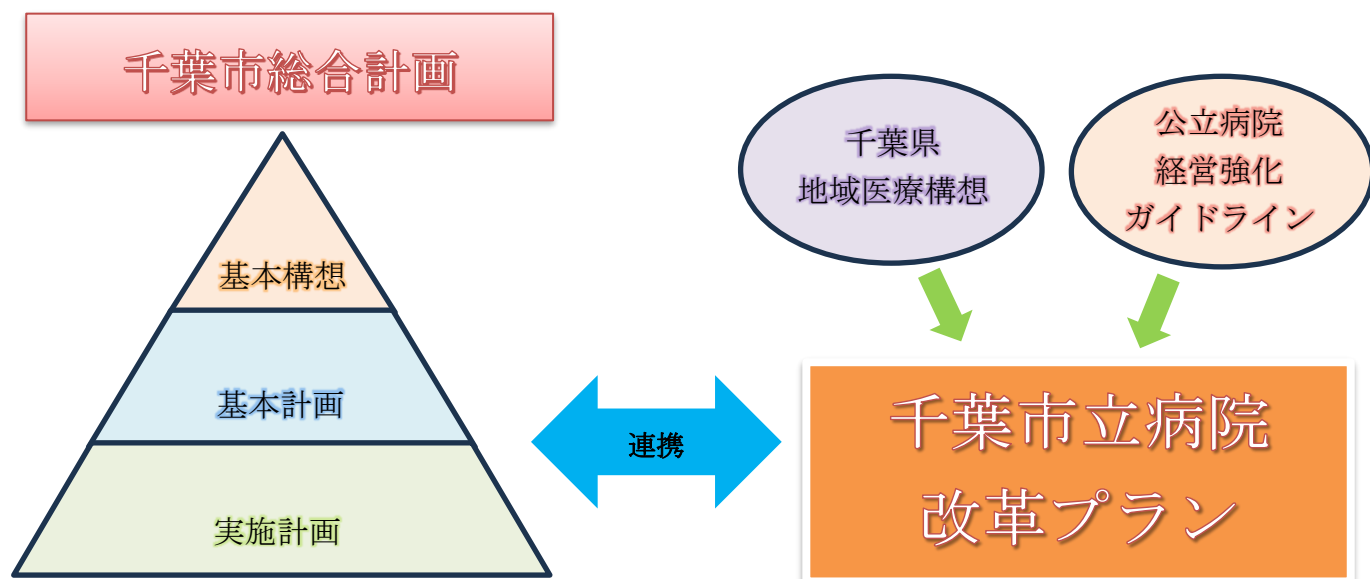 千葉市総合計画
基本構想
基本計画
実施計画
連携
千葉県
地域医療構想
公立病院
経営強化
ガイドライン
千葉市立病院
改革プラン